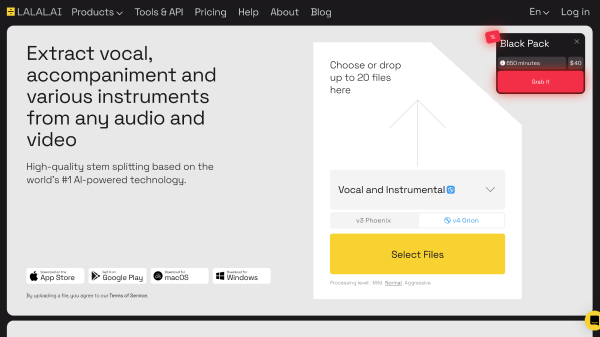 LALAL.AI Products Tools & API Pricing Help About Blog En Log in
Extract vocal,
accompaniment and
various instruments
from any audio and
video
High-quality stem splitting based on the
world's #1 AI-powered technology.
Download on the
App Store
Get it on
Google Play
Download for
macOS
Download for
Windows
By uploading a file, you agree to our Terms of Service.
Choose or drop
up to 20 files
here
Vocal and Instrumental
v3 Phoenix
v4 Orion
Select Files
Processing level: Mild Normal Aggressive
%
Black Pack
650 minutes
$40
Grab it